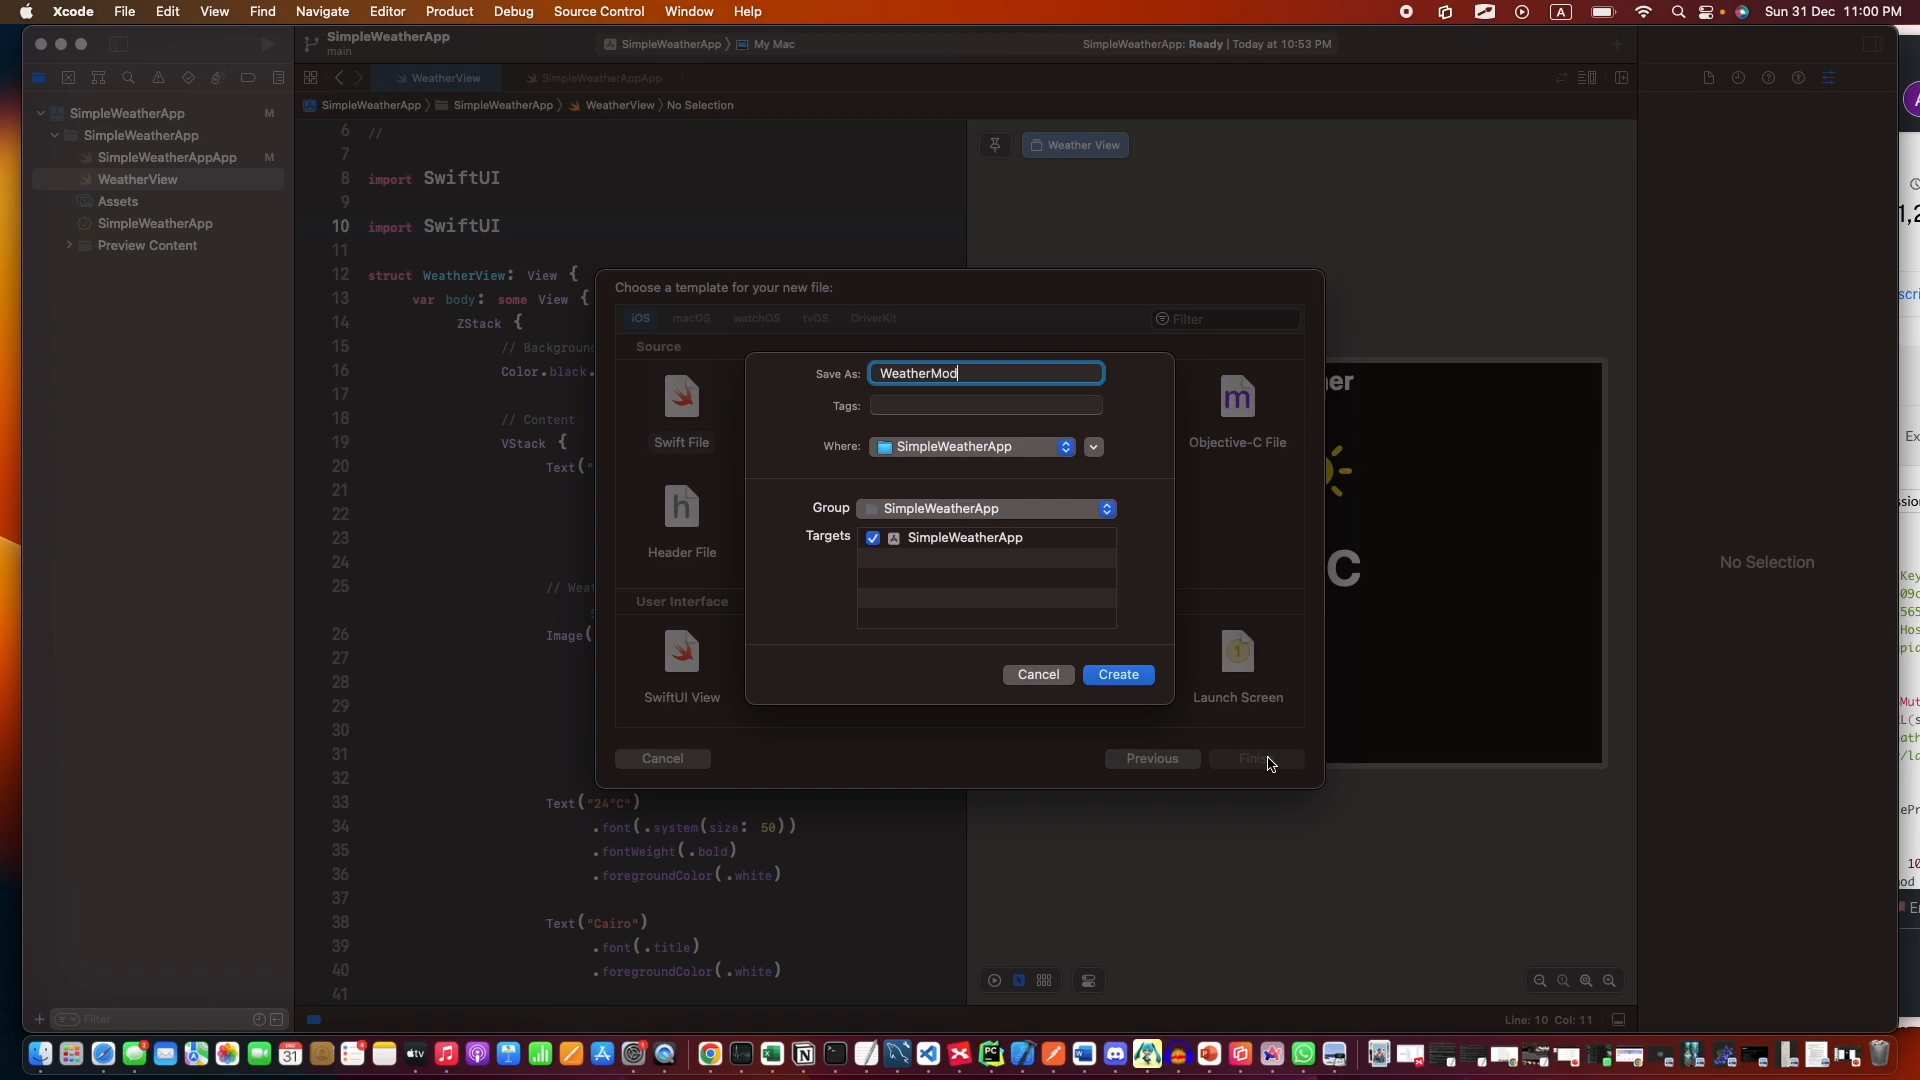 Xcode File Edit View Find Navigate Editor Product Debug Source Control Window Help A Sun 31 Dec 11:00 PM
SimpleWeatherApp
main
SimpleWeatherApp My Mac
SimpleWeatherApp: Ready | Today at 10:53 PM
WeatherView SimpleWeatherAppApp
SimpleWeatherApp SimpleWeatherApp WeatherView No Selection
SimpleWeatherApp M
SimpleWeatherApp
SimpleWeatherAppApp M
WeatherView
Assets
SimpleWeatherApp
Preview Content
6 //
7
8 import SwiftUI
9
10 import SwiftUI
11
12 struct WeatherView: View {
13 var body: some View {
14 ZStack {
15 // Background
16 Color.black.
17
18 // Content
19 VStack {
20 Text("
21
22
23
24
25 // Weat
26 Image(
27
28
29
30
31
32
33 Text("24°C")
34 .font(.system(size: 50))
35 .fontWeight(.bold)
36 .foregroundColor(.white)
37
38 Text("Cairo")
39 .font(.title)
40 .foregroundColor(.white)
41
Weather View
her
C
No Selection
Choose a template for your new file:
iOS macOS watchOS tvOS DriverKit
Filter
Source
Swift File
Objective-C File
h
m
Header File
User Interface
SwiftUI View
1
Launch Screen
Cancel Previous
Save As: WeatherMod
Tags:
Where: SimpleWeatherApp
Group SimpleWeatherApp
Targets SimpleWeatherApp
Cancel Create
Filter
Line: 10 Col: 11